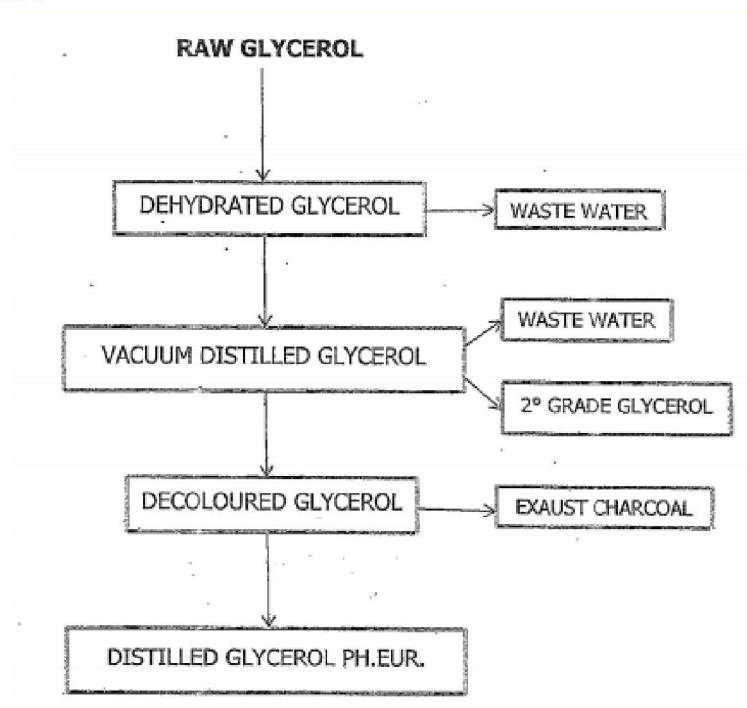 RAW GLYCEROL
DEHYDRATED GLYCEROL
WASTE WATER
WASTE WATER
VACUUM DISTILLED GLYCEROL
2° GRADE GLYCEROL
DECOLOURED GLYCEROL
EXAUST CHARCOAL
DISTILLED GLYCEROL PH.EUR.